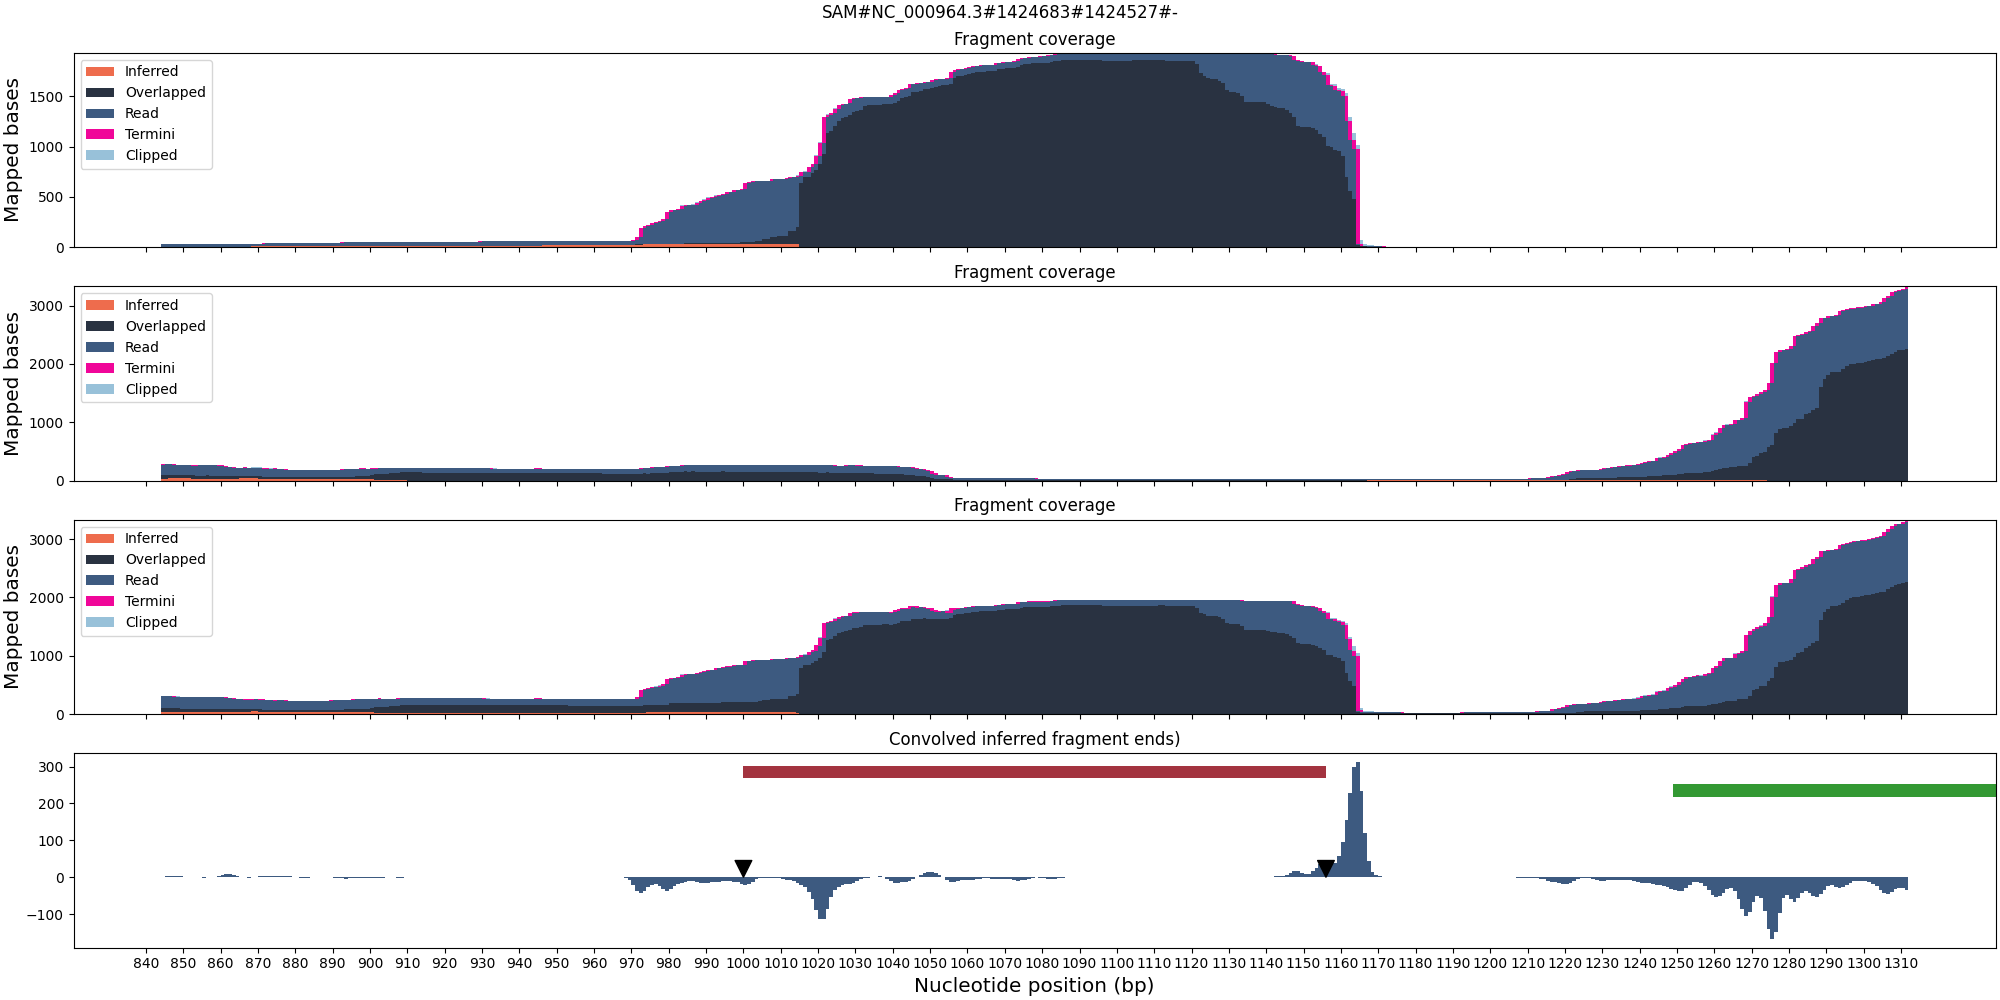 SAM#NC_000964.3#1424683#1424527#-
Fragment coverage
Mapped bases
1500
1000
500
0
Inferred
Overlapped
Read
Termini
Clipped
Fragment coverage
Mapped bases
3000
2000
1000
0
Inferred
Overlapped
Read
Termini
Clipped
Fragment coverage
Mapped bases
3000
2000
1000
0
Inferred
Overlapped
Read
Termini
Clipped
Convolved inferred fragment ends)
300
200
100
0
−100
840 850 860 870 880 890 900 910 920 930 940 950 960 970 980 990 1000 1010 1020 1030 1040 1050 1060 1070 1080 1090 1100 1110 1120 1130 1140 1150 1160 1170 1180 1190 1200 1210 1220 1230 1240 1250 1260 1270 1280 1290 1300 1310
Nucleotide position (bp)